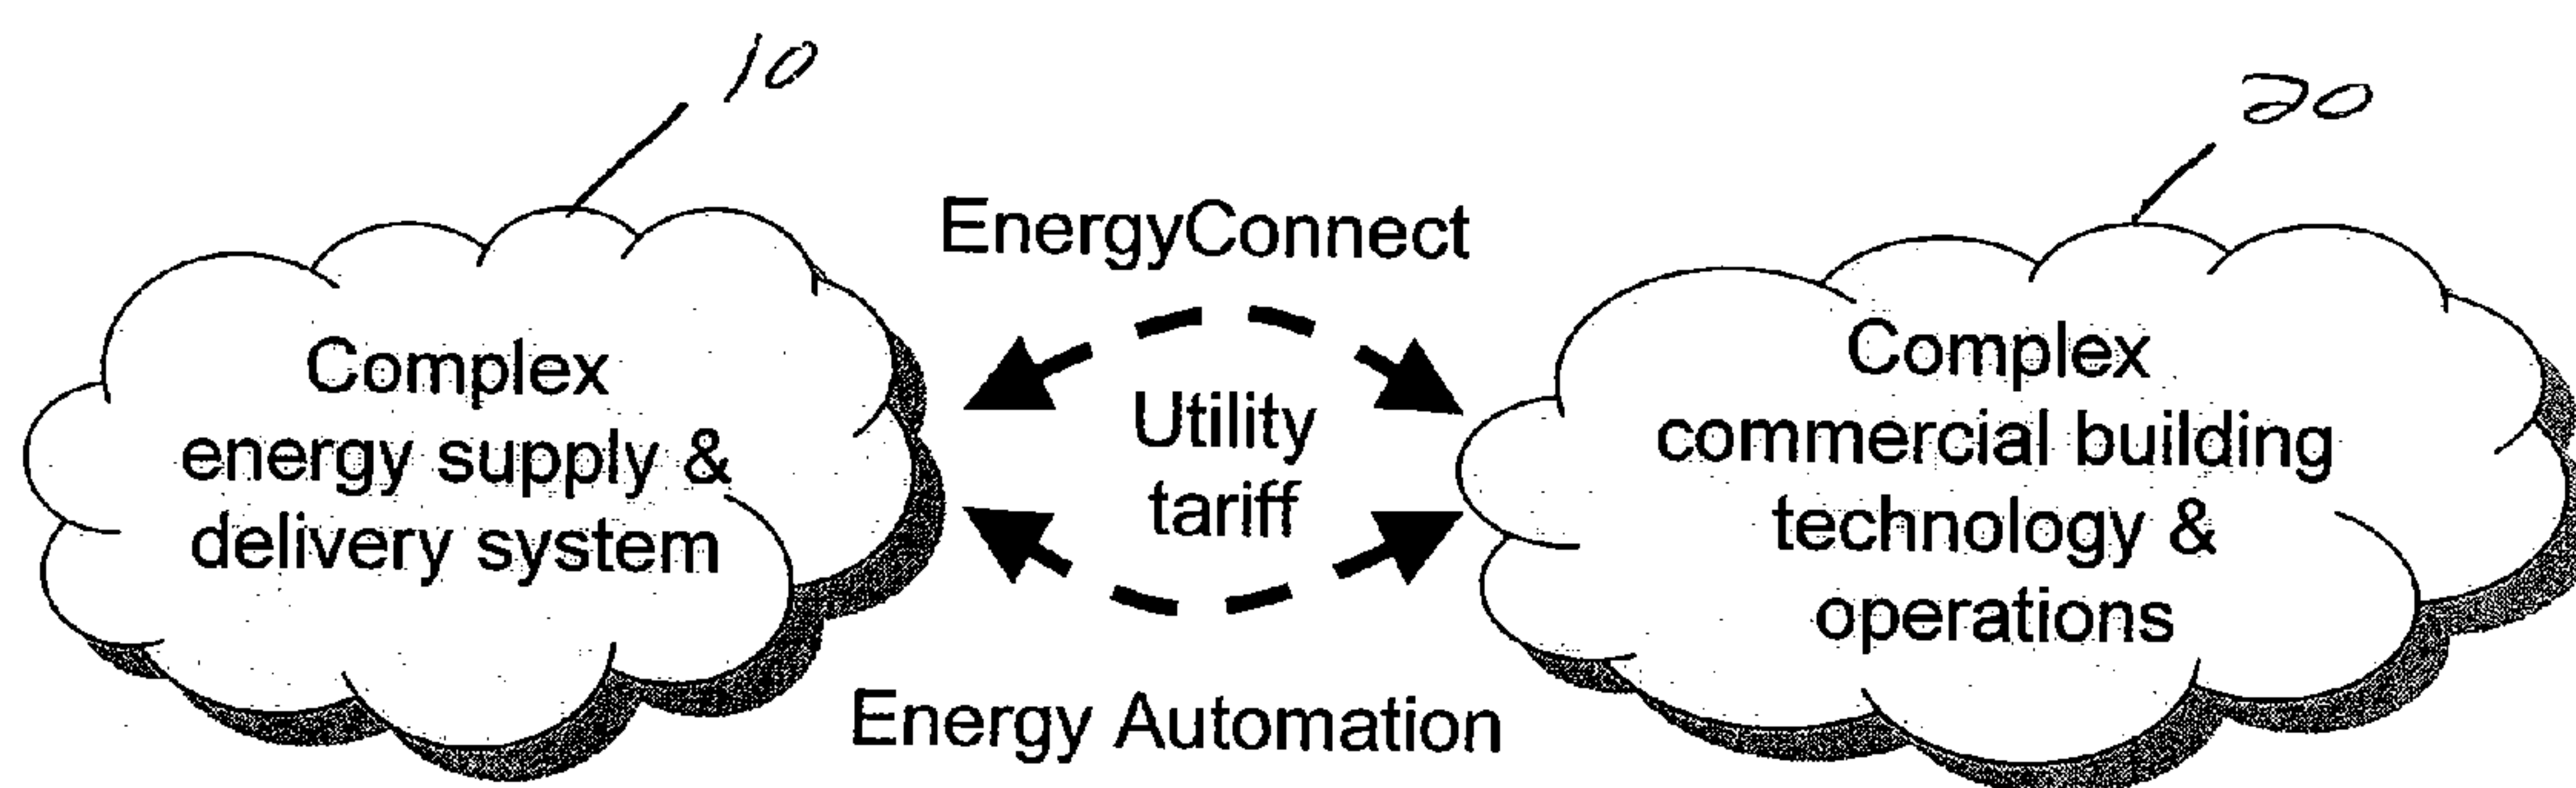 10
20
EnergyConnect
Complex
energy supply &
delivery system
Utility
tariff
Complex
commercial building
technology &
operations
Energy Automation